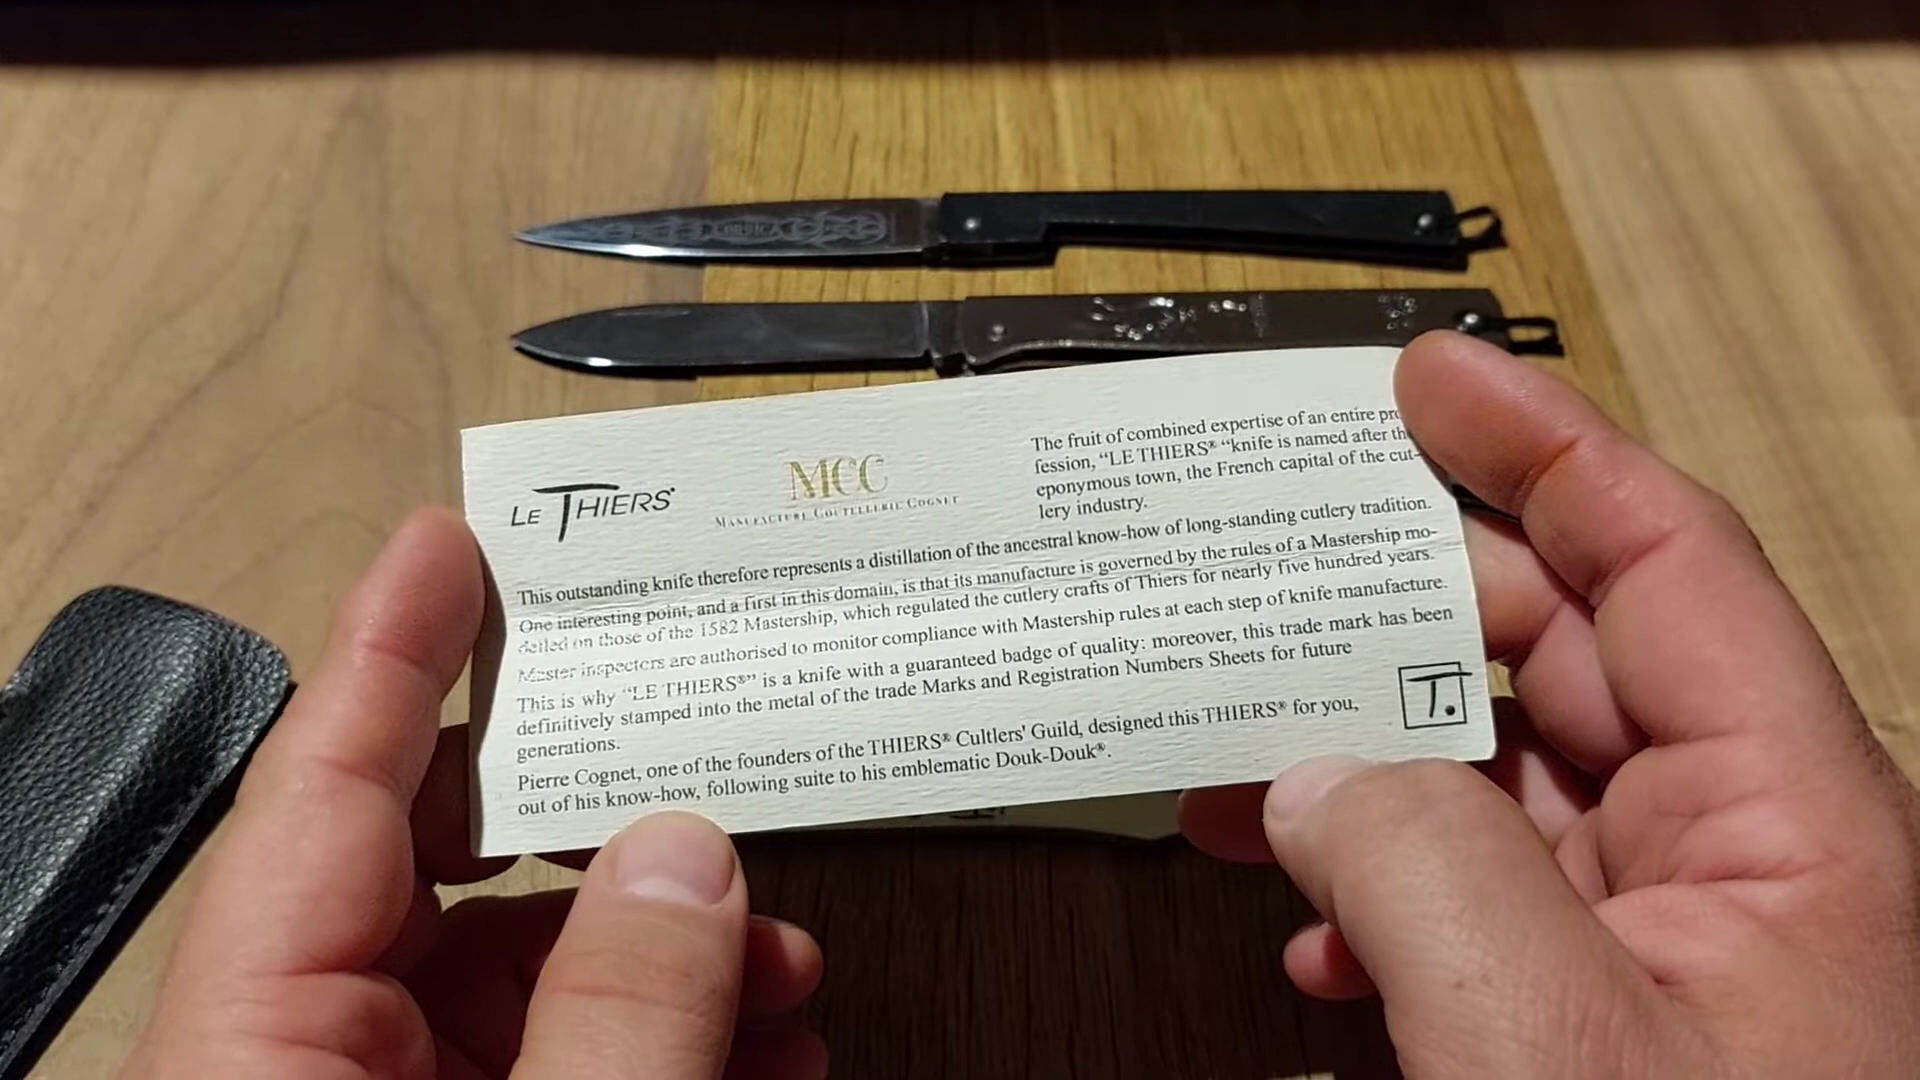 LE THIERS®
MCC
MANUFACTURE COUTELLERIE COGNET
The fruit of combined expertise of an entire pro
fession, “LE THIERS® “knife is named after the
eponymous town, the French capital of the cut-
lery industry.
This outstanding knife therefore represents a distillation of the ancestral know-how of long-standing cutlery tradition.
One interesting point, and a first in this domain, is that its manufacture is governed by the rules of a Mastership mo-
delled on those of the 1582 Mastership, which regulated the cutlery crafts of Thiers for nearly five hundred years.
Master inspectors are authorised to monitor compliance with Mastership rules at each step of knife manufacture.
This is why “LE THIERS®” is a knife with a guaranteed badge of quality: moreover, this trade mark has been
definitively stamped into the metal of the trade Marks and Registration Numbers Sheets for future
generations.
Pierre Cognet, one of the founders of the THIERS® Cultlers' Guild, designed this THIERS® for you,
out of his know-how, following suite to his emblematic Douk-Douk®.
T.